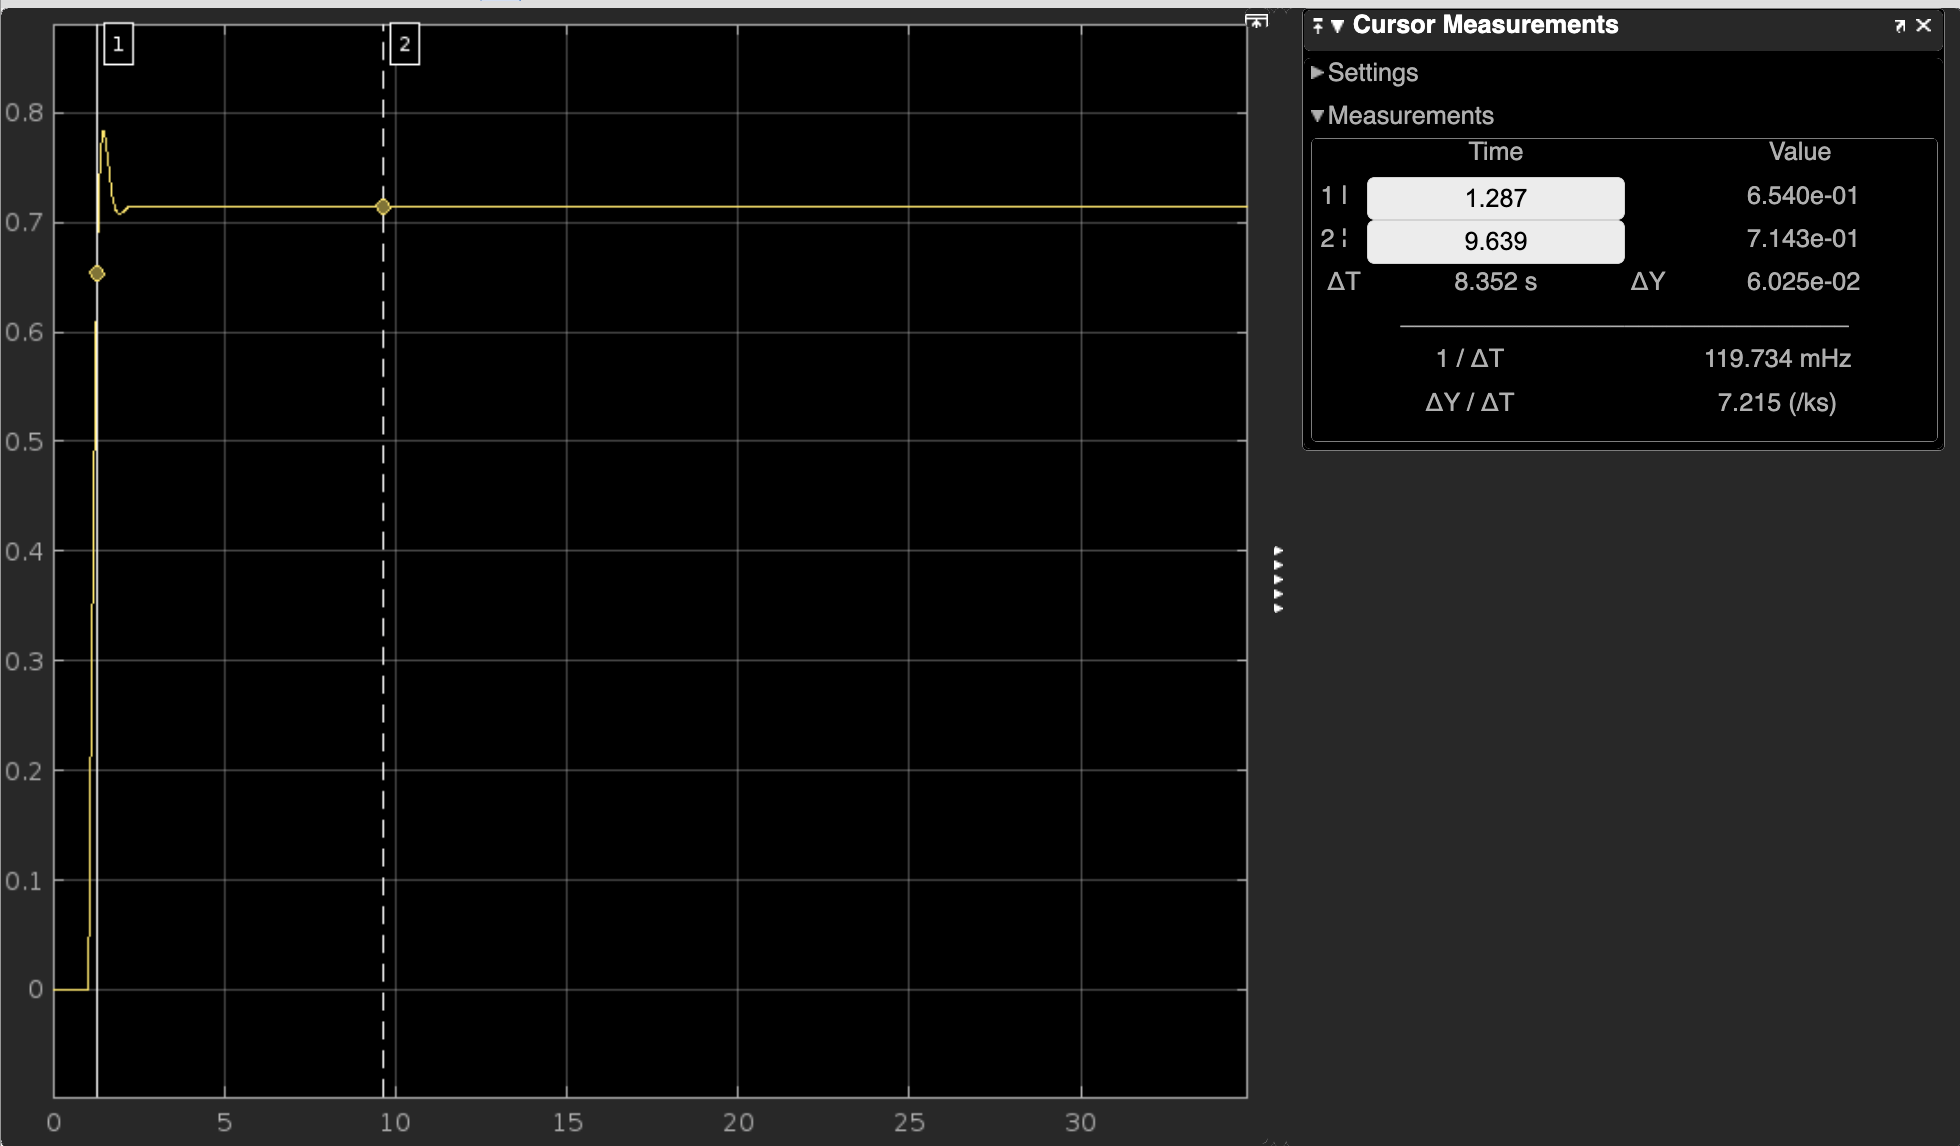 1
2
0.8
0.7
0.6
0.5
0.4
0.3
0.2
0.1
0
0 5 10 15 20 25 30
Cursor Measurements
Settings
Measurements
Time Value
1 | 1.287 6.540e-01
2 ¦ 9.639 7.143e-01
ΔT 8.352 s ΔY 6.025e-02
1 / ΔT 119.734 mHz
ΔY / ΔT 7.215 (/ks)